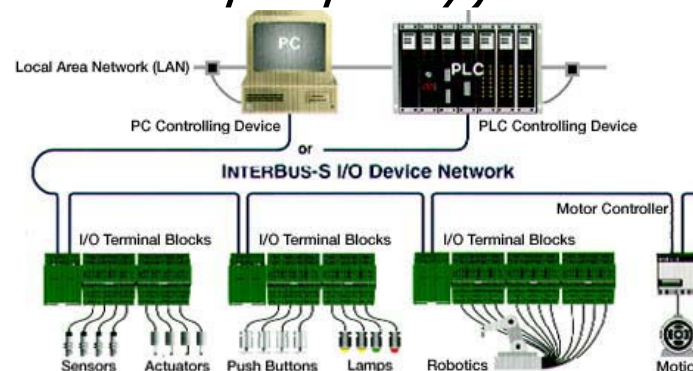 PC
PLC
Local Area Network (LAN)
PC Controlling Device
PLC Controlling Device
or
INTERBUS-S I/O Device Network
Motor Controller
I/O Terminal Blocks
I/O Terminal Blocks
I/O Terminal Blocks
Sensors
Actuators
Push Buttons
Lamps
Robotics